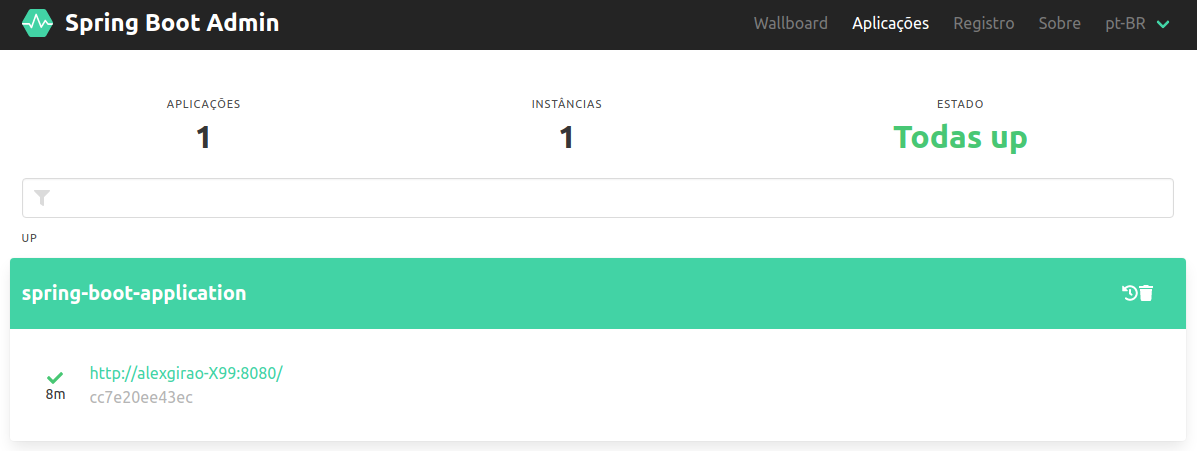 Spring Boot Admin Wallboard Aplicações Registro Sobre pt-BR
APLICAÇÕES INSTÂNCIAS ESTADO
1 1 Todas up
UP
spring-boot-application
http://alexgirao-X99:8080/
8m cc7e20ee43ec